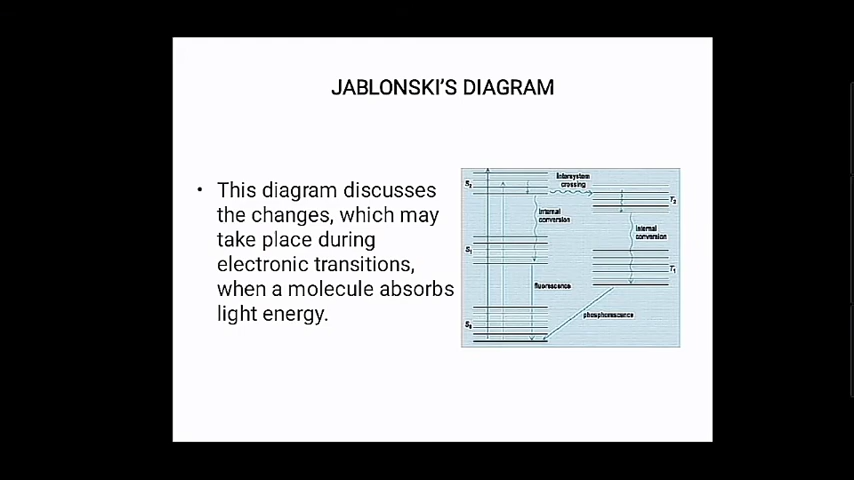 JABLONSKI'S DIAGRAM
• This diagram discusses
the changes, which may
take place during
electronic transitions,
when a molecule absorbs
light energy.
S₂
Intersystem
crossing
T₂
Internal
conversion
Internal
conversion
S₁
T₁
fluorescence
phosphorescence
S₀